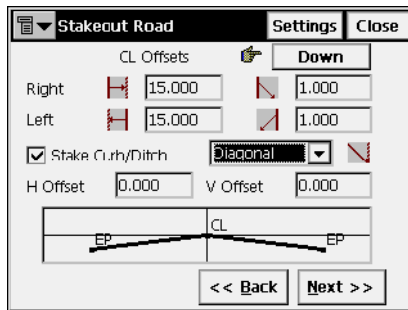 Stakeout Road Settings Close
CL Offsets Down
Right 15.000 1.000
Left 15.000 1.000
Stake Curb/Ditch Diagonal
H Offset 0.000 V Offset 0.000
CL
EP EP
<< Back Next >>